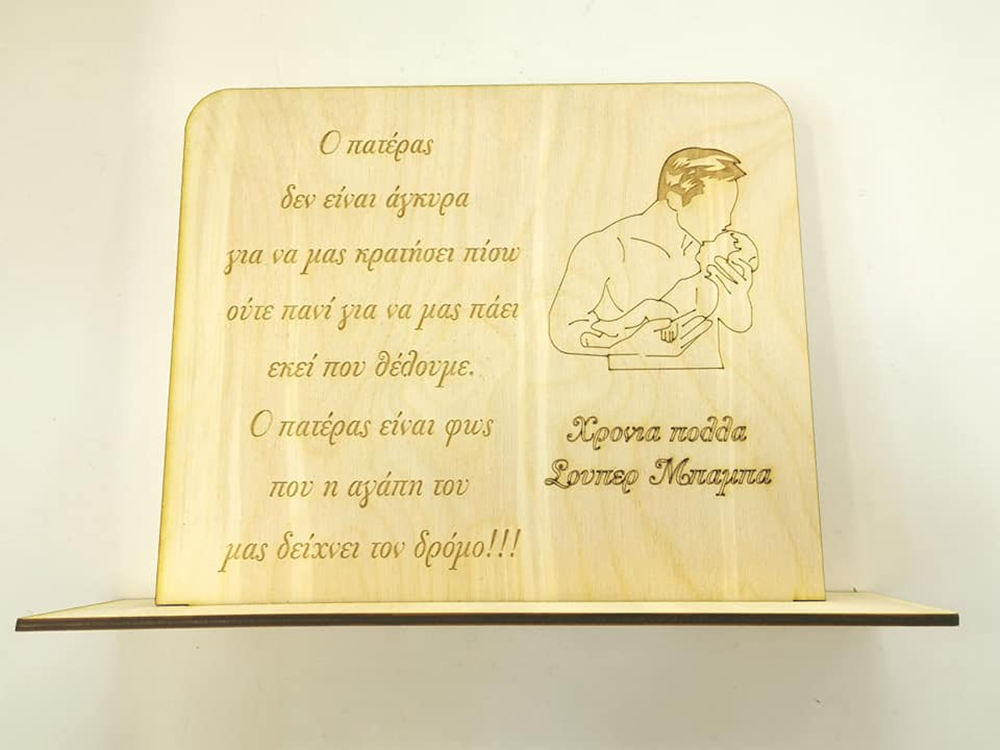 Ο πατέρας
δεν είναι άγκυρα
για να μας κρατήσει πίσω
ούτε πανί για να μας πάει
εκεί που θέλουμε.
Ο πατέρας είναι φως
που η αγάπη του
μας δείχνει τον δρόμο!!!
Χρονια πολλα
Σουπερ Μπαμπα